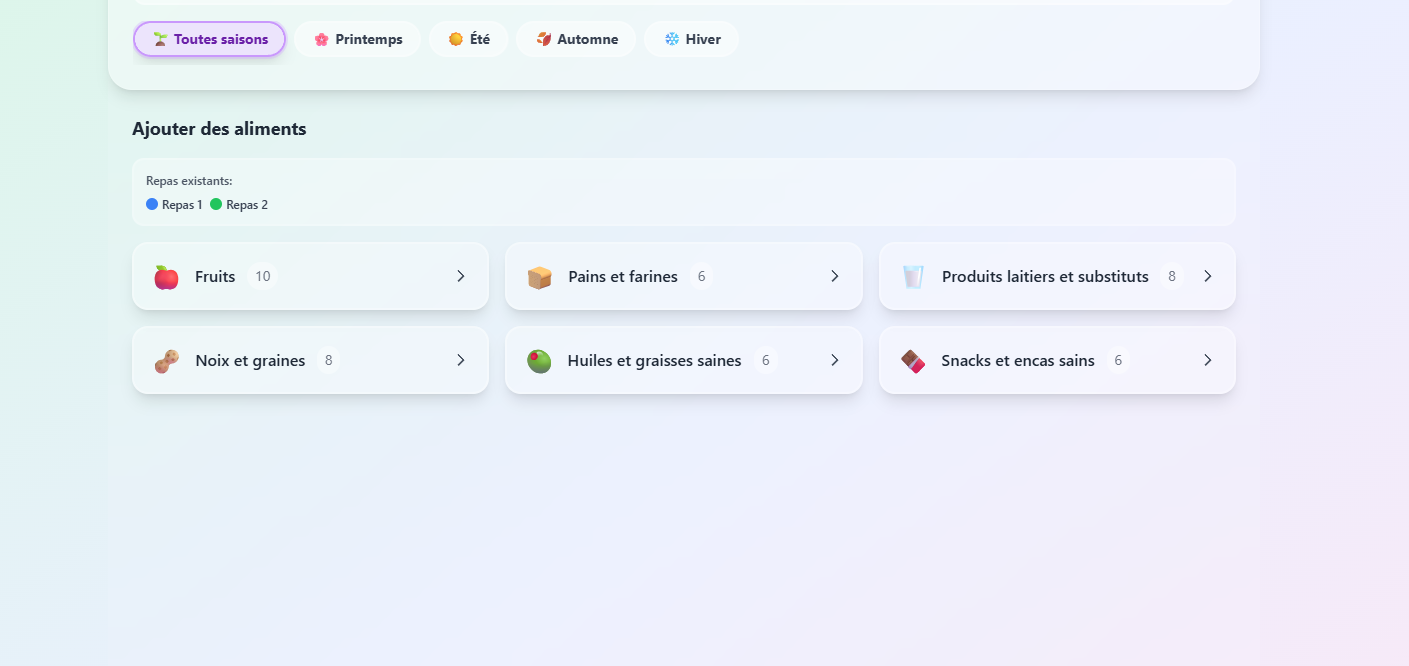 Toutes saisons Printemps Été Automne Hiver
Ajouter des aliments
Repas existants:
Repas 1 Repas 2
Fruits 10 Pains et farines 6 Produits laitiers et substituts 8
Noix et graines 8 Huiles et graisses saines 6 Snacks et encas sains 6